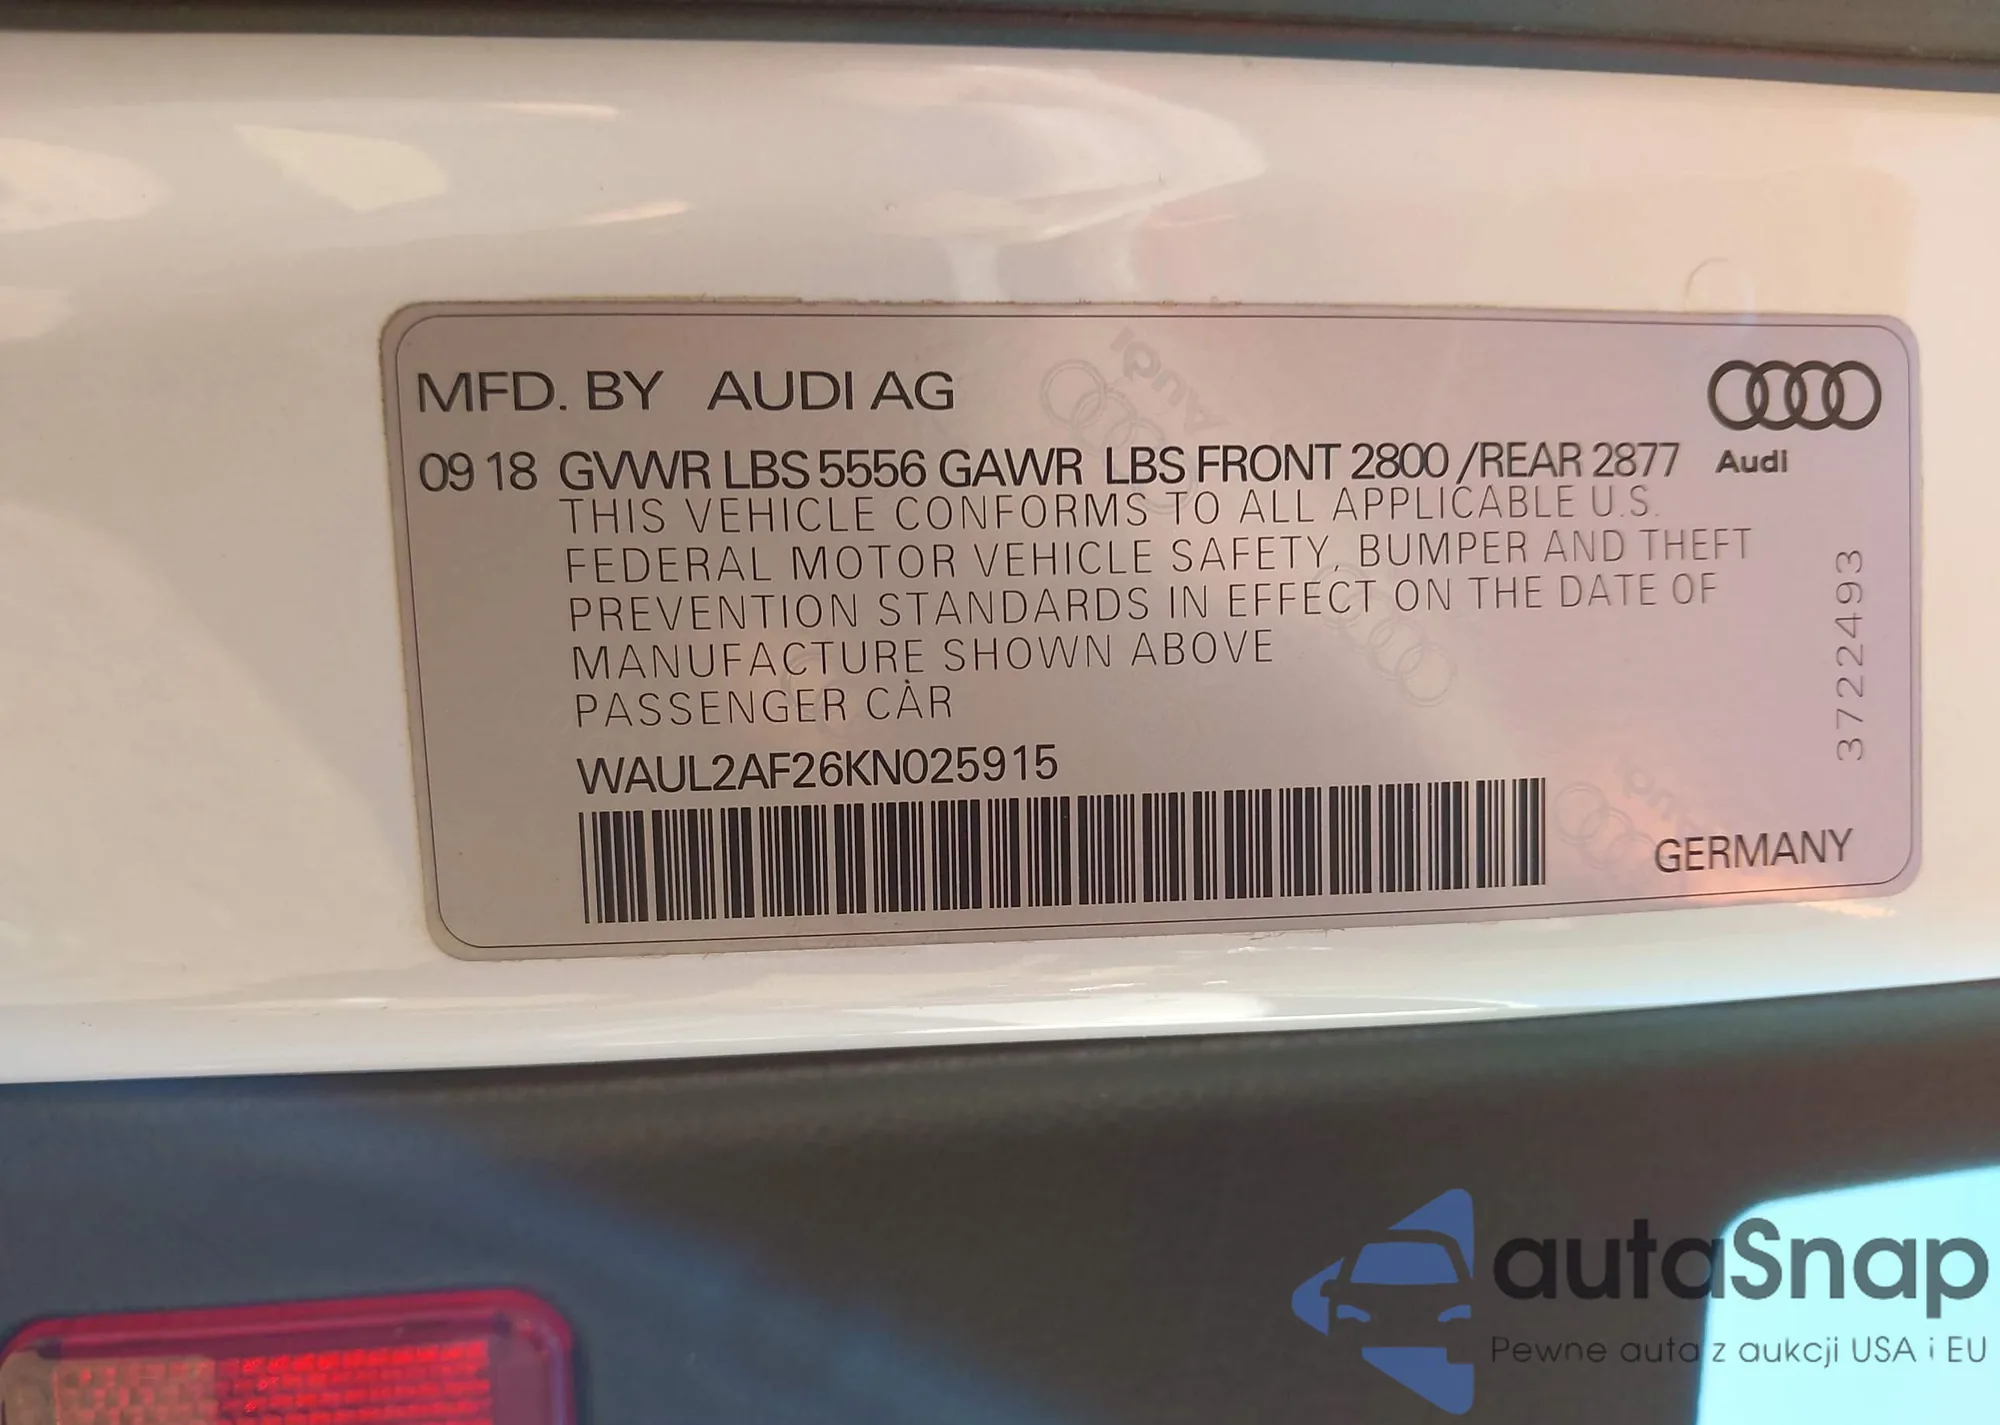 MFD. BY AUDI AG
09 18 GVWR LBS 5556 GAWR LBS FRONT 2800 /REAR 2877
Audi
THIS VEHICLE CONFORMS TO ALL APPLICABLE U.S.
FEDERAL MOTOR VEHICLE SAFETY, BUMPER AND THEFT
PREVENTION STANDARDS IN EFFECT ON THE DATE OF
MANUFACTURE SHOWN ABOVE
PASSENGER CAR
3722493
WAUL2AF26KN025915
GERMANY
autaSnap
Pewne auta z aukcji USA i EU